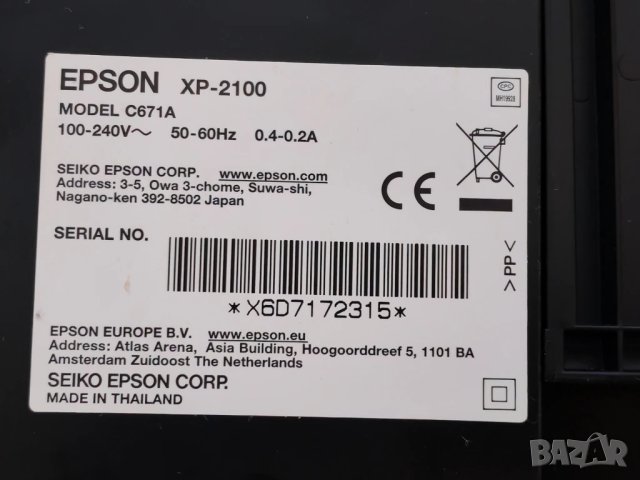 EPSON XP-2100
MODEL C671A
100-240V~ 50-60Hz 0.4-0.2A
SEIKO EPSON CORP. www.epson.com
Address: 3-5, Owa 3-chome, Suwa-shi,
Nagano-ken 392-8502 Japan
CE
SERIAL NO.
*X6D7172315*
> PP <
EPSON EUROPE B.V. www.epson.eu
Address: Atlas Arena, Asia Building, Hoogoorddreef 5, 1101 BA
Amsterdam Zuidoost The Netherlands
SEIKO EPSON CORP.
MADE IN THAILAND
BAZAR